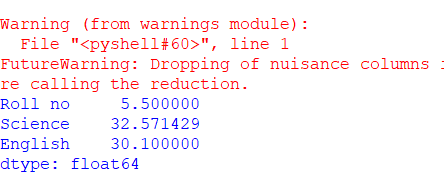 Warning (from warnings module):
  File "<pyshell#60>", line 1
FutureWarning: Dropping of nuisance columns
re calling the reduction.
Roll no     5.500000
Science    32.571429
English    30.100000
dtype: float64